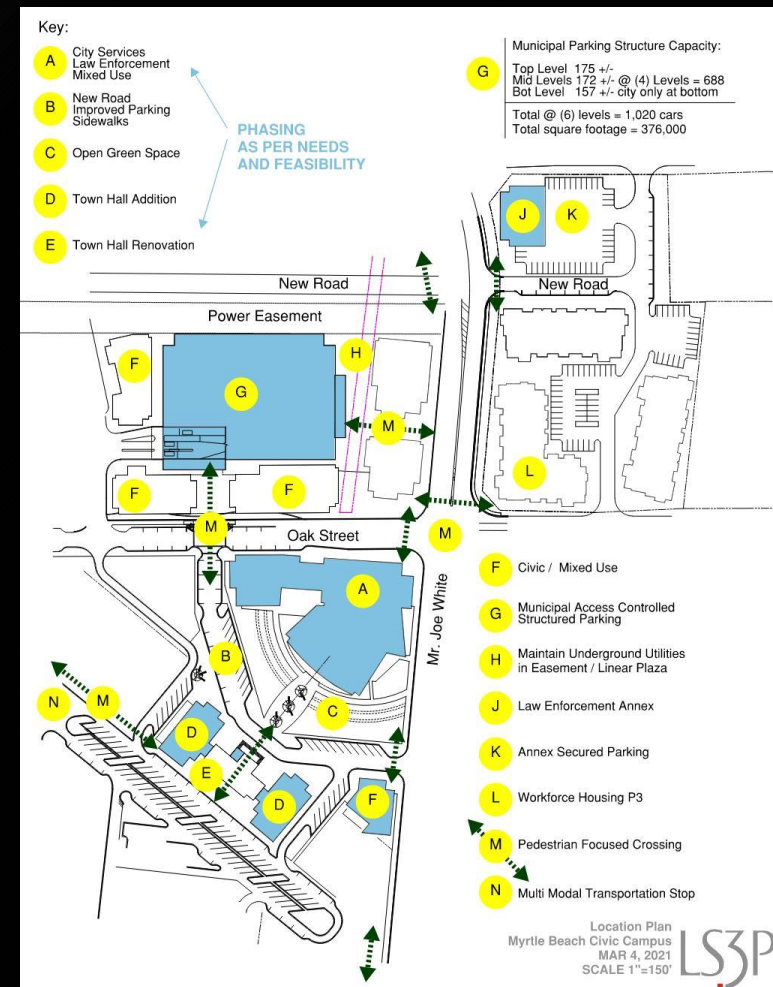 Key:
A
City Services
Law Enforcement
Mixed Use
B
New Road
Improved Parking
Sidewalks
C
Open Green Space
D
Town Hall Addition
E
Town Hall Renovation
PHASING
AS PER NEEDS
AND FEASIBILITY
G
Municipal Parking Structure Capacity:
Top Level 175 +/-
Mid Levels 172 +/- @ (4) Levels = 688
Bot Level 157 +/- city only at bottom
Total @ (6) levels = 1,020 cars
Total square footage = 376,000
J
K
New Road
New Road
Power Easement
F
G
H
M
F
F
L
M
Oak Street
M
A
Mr. Joe White
B
N
M
C
D
E
D
F
F
Civic / Mixed Use
G
Municipal Access Controlled
Structured Parking
H
Maintain Underground Utilities
in Easement / Linear Plaza
J
Law Enforcement Annex
K
Annex Secured Parking
L
Workforce Housing P3
M
Pedestrian Focused Crossing
N
Multi Modal Transportation Stop
Location Plan
Myrtle Beach Civic Campus
MAR 4, 2021
SCALE 1"=150'
LS3P